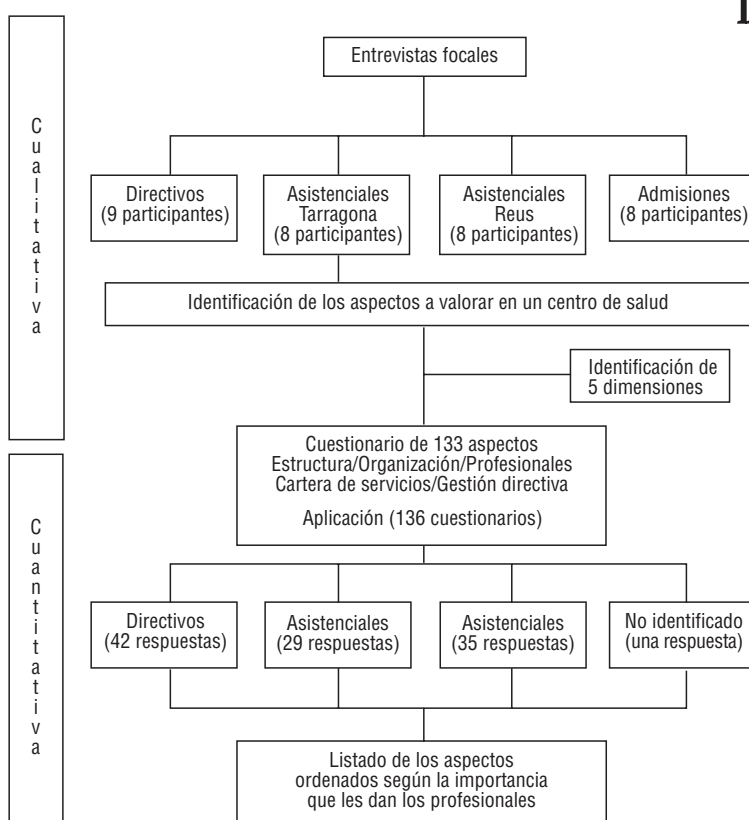 Cualitativa
Entrevistas focales
Directivos
(9 participantes)
Asistenciales
Tarragona
(8 participantes)
Asistenciales
Reus
(8 participantes)
Admisiones
(8 participantes)
Identificación de los aspectos a valorar en un centro de salud
Identificación de
5 dimensiones
Cuantitativa
Cuestionario de 133 aspectos
Estructura/Organización/Profesionales
Cartera de servicios/Gestión directiva
Aplicación (136 cuestionarios)
Directivos
(42 respuestas)
Asistenciales
(29 respuestas)
Asistenciales
(35 respuestas)
No identificado
(una respuesta)
Listado de los aspectos
ordenados según la importancia
que les dan los profesionales